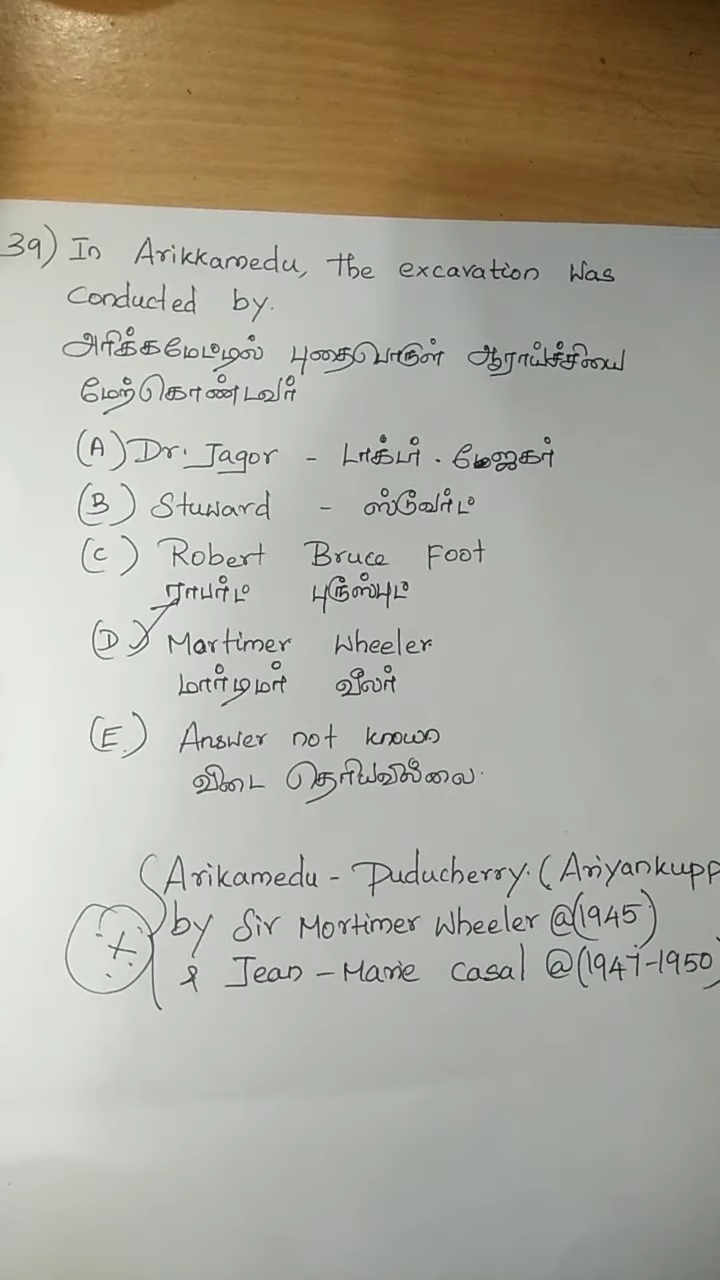 39) In Arikkamedu, the excavation was
conducted by.
அரிக்கமேட்டில் புதைபொருள் ஆராய்ச்சியை
மேற்கொண்டவர்
(A) Dr. Jagor - டாக்டர். ஜேகர்
(B) Stuward - ஸ்டுவர்ட்
(C) Robert Bruce Foot
ராபர்ட் புரூஸ்புட்
(D) Martimer Wheeler
மார்டிமர் வீலர்
(E) Answer not known
விடை தெரியவில்லை.
Arikamedu - Puducherry. (Ariyankupp
by Sir Mortimer Wheeler @(1945)
& Jean-Marie Casal @(1947-1950)